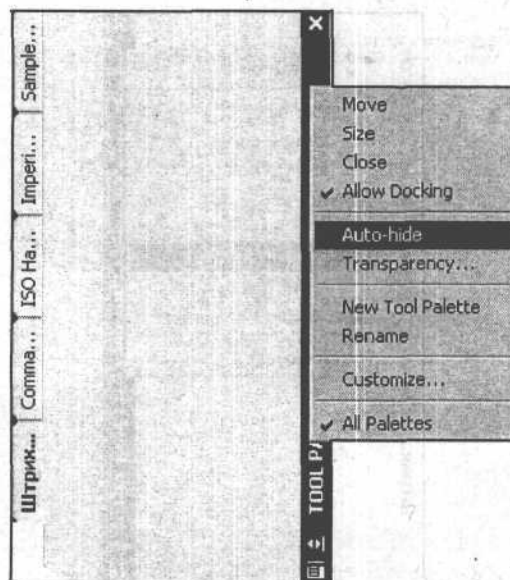 Sample...
Imperi...
ISO Ha...
Comma...
Штрих...
TOOL PA
Move
Size
Close
Allow Docking
Auto-hide
Transparency...
New Tool Palette
Rename
Customize...
All Palettes